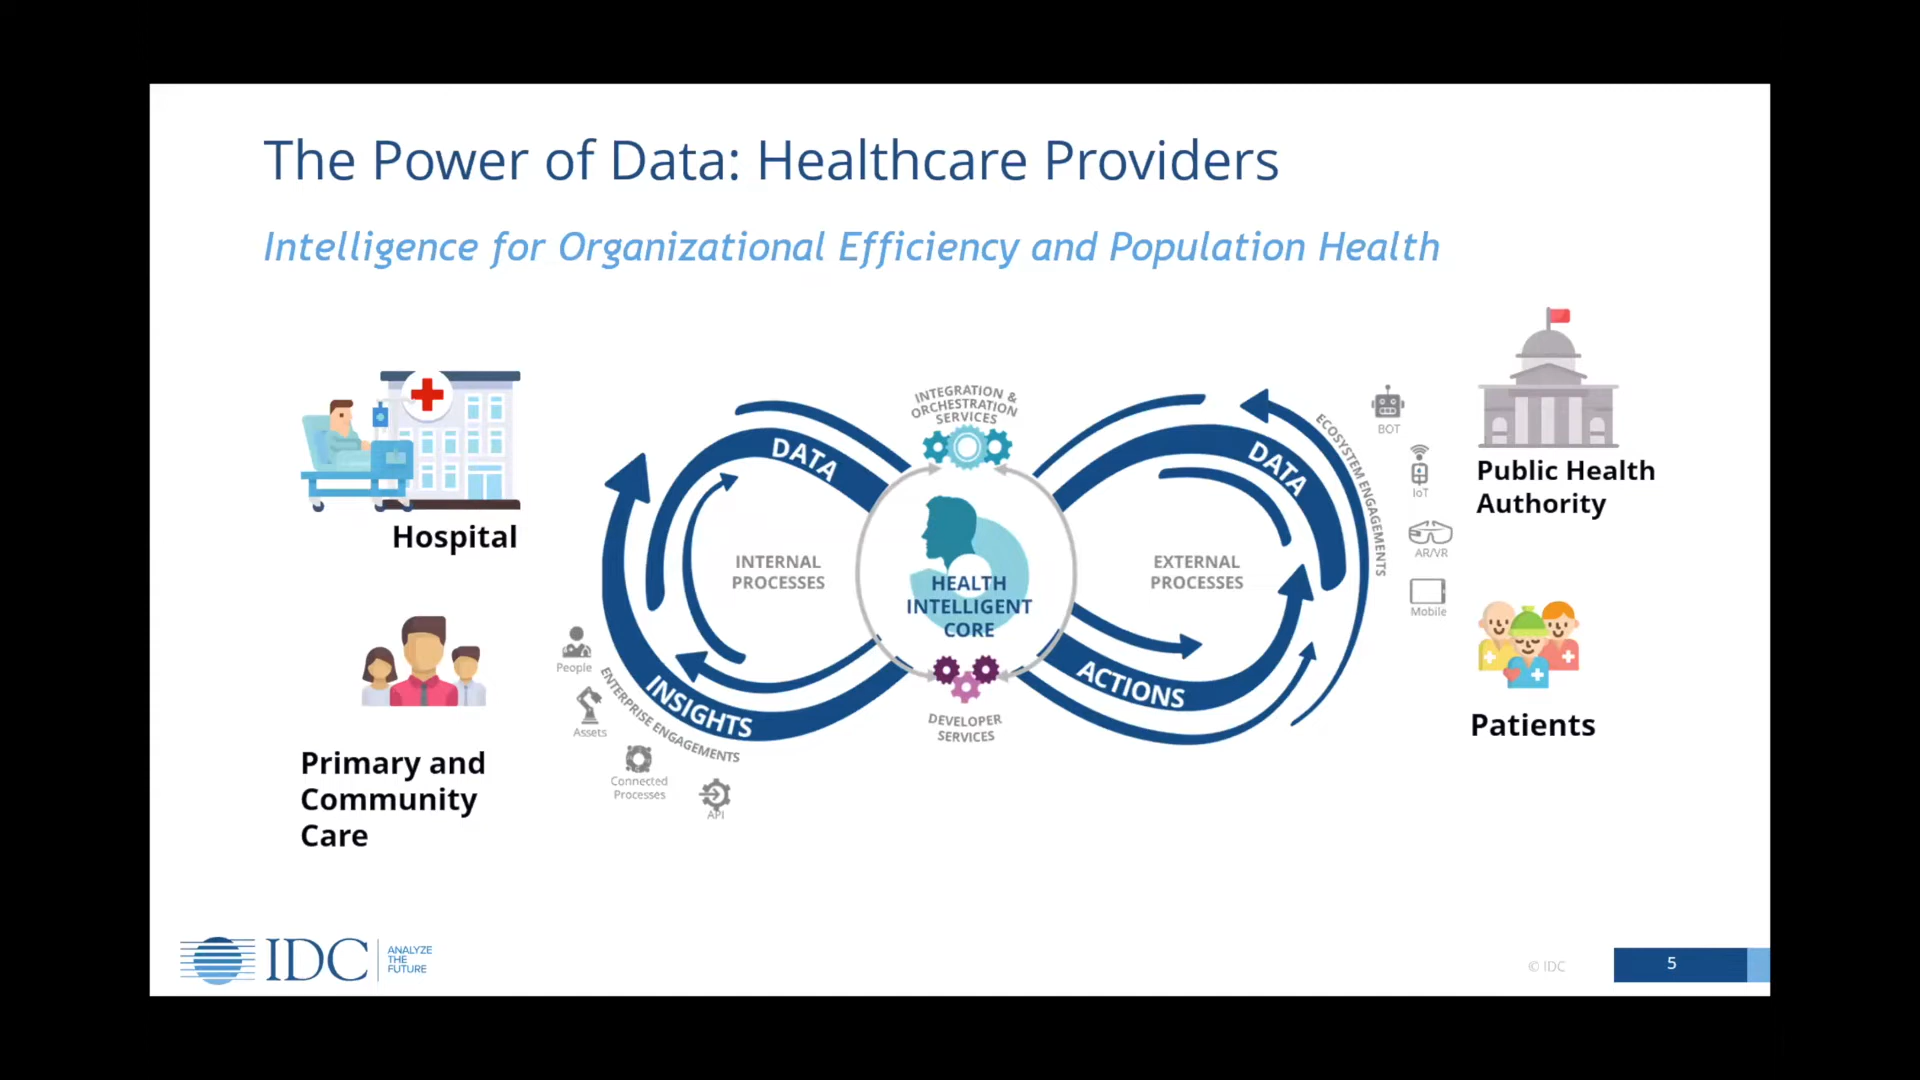 The Power of Data: Healthcare Providers
Intelligence for Organizational Efficiency and Population Health
Hospital
Primary and
Community
Care
INTEGRATION &
ORCHESTRATION
SERVICES
DATA
INTERNAL
PROCESSES
INSIGHTS
ENTERPRISE ENGAGEMENTS
People
Assets
Connected
Processes
API
HEALTH
INTELLIGENT
CORE
DEVELOPER
SERVICES
DATA
EXTERNAL
PROCESSES
ACTIONS
ECOSYSTEM ENGAGEMENTS
BOT
IoT
AR/VR
Mobile
Public Health
Authority
Patients
IDC
ANALYZE
THE
FUTURE
© IDC
5